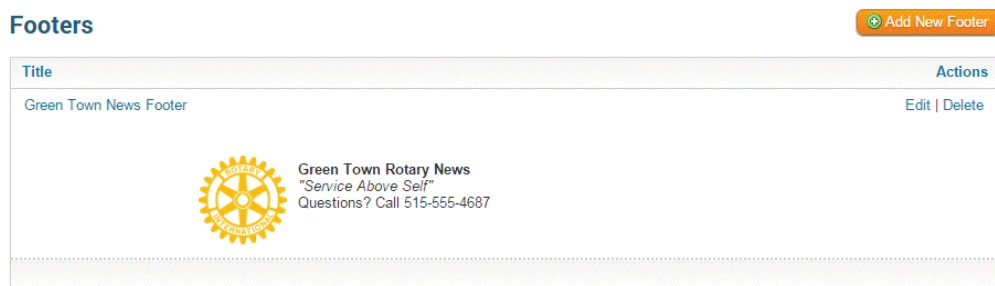 Footers
Add New Footer
Title Actions
Green Town News Footer Edit | Delete
ROTARY
INTERNATIONAL
Green Town Rotary News
"Service Above Self"
Questions? Call 515-555-4687